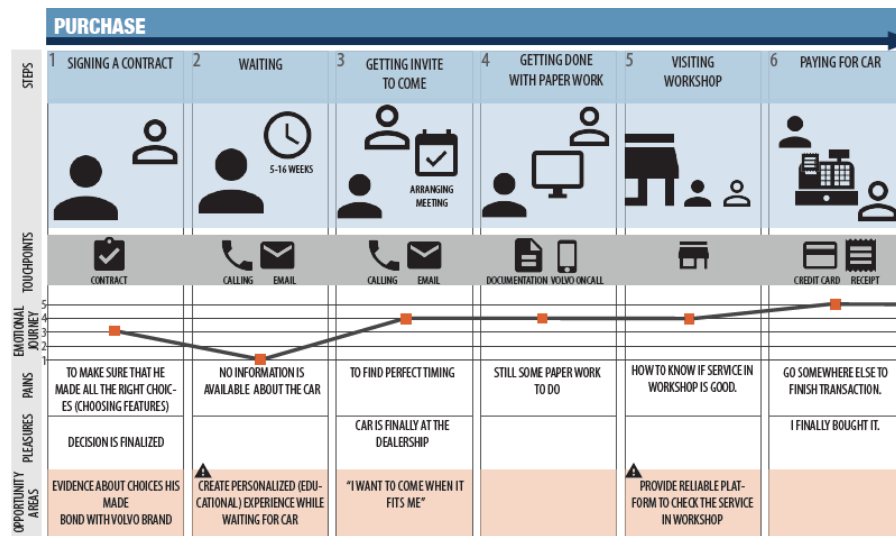 PURCHASE
STEPS
1 SIGNING A CONTRACT
2 WAITING
3 GETTING INVITE
TO COME
4 GETTING DONE
WITH PAPER WORK
5 VISITING
WORKSHOP
6 PAYING FOR CAR
5-16 WEEKS
ARRANGING
MEETING
TOUCHPOINTS
CONTRACT
CALLING EMAIL
CALLING EMAIL
DOCUMENTATION VOLVO ON CALL
CREDIT CARD RECEIPT
EMOTIONAL
JOURNEY
5
4
3
2
1
PAINS
TO MAKE SURE THAT HE
MADE ALL THE RIGHT CHOIC-
ES (CHOOSING FEATURES)
NO INFORMATION IS
AVAILABLE ABOUT THE CAR
TO FIND PERFECT TIMING
STILL SOME PAPER WORK
TO DO
HOW TO KNOW IF SERVICE IN
WORKSHOP IS GOOD.
GO SOMEWHERE ELSE TO
FINISH TRANSACTION.
PLEASURES
DECISION IS FINALIZED
CAR IS FINALLY AT THE
DEALERSHIP
I FINALLY BOUGHT IT.
OPPORTUNITY
AREAS
EVIDENCE ABOUT CHOICES HIS
MADE
BOND WITH VOLVO BRAND
CREATE PERSONALIZED (EDU-
CATIONAL) EXPERIENCE WHILE
WAITING FOR CAR
"I WANT TO COME WHEN IT
FITS ME"
PROVIDE RELIABLE PLAT-
FORM TO CHECK THE SERVICE
IN WORKSHOP